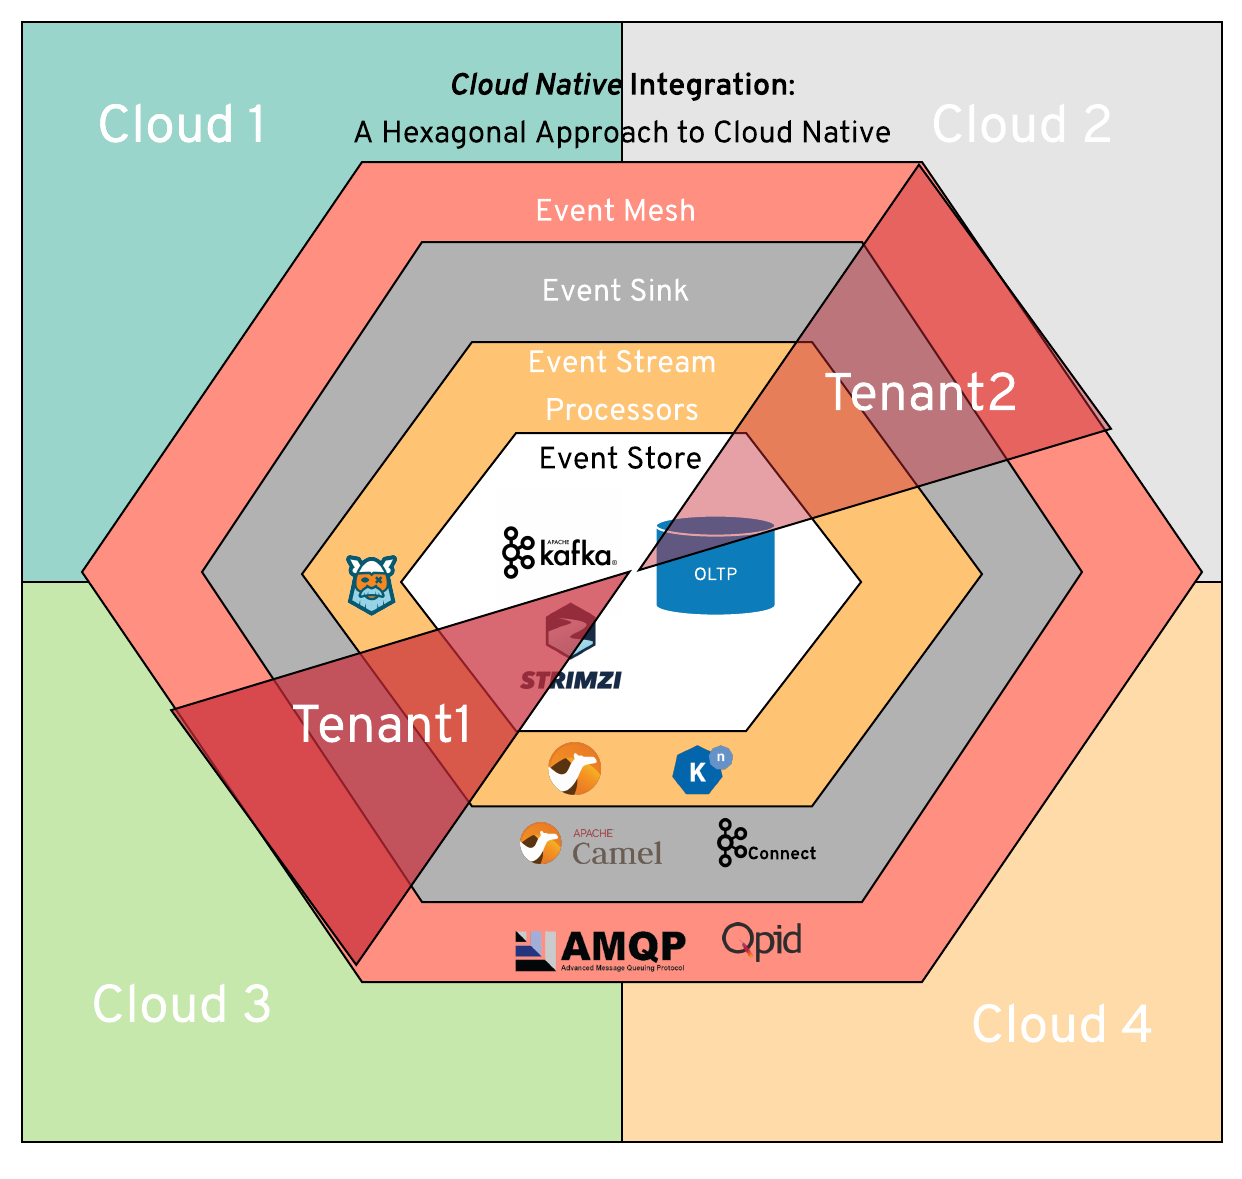 Cloud Native Integration:
A Hexagonal Approach to Cloud Native
Cloud 1
Cloud 2
Event Mesh
Event Sink
Event Stream
Processors
Tenant2
Event Store
APACHE
kafka®
OLTP
STRIMZI
Tenant1
K
n
APACHE
Camel
Connect
AMQP
Advanced Message Queuing Protocol
Qpid
Cloud 3
Cloud 4